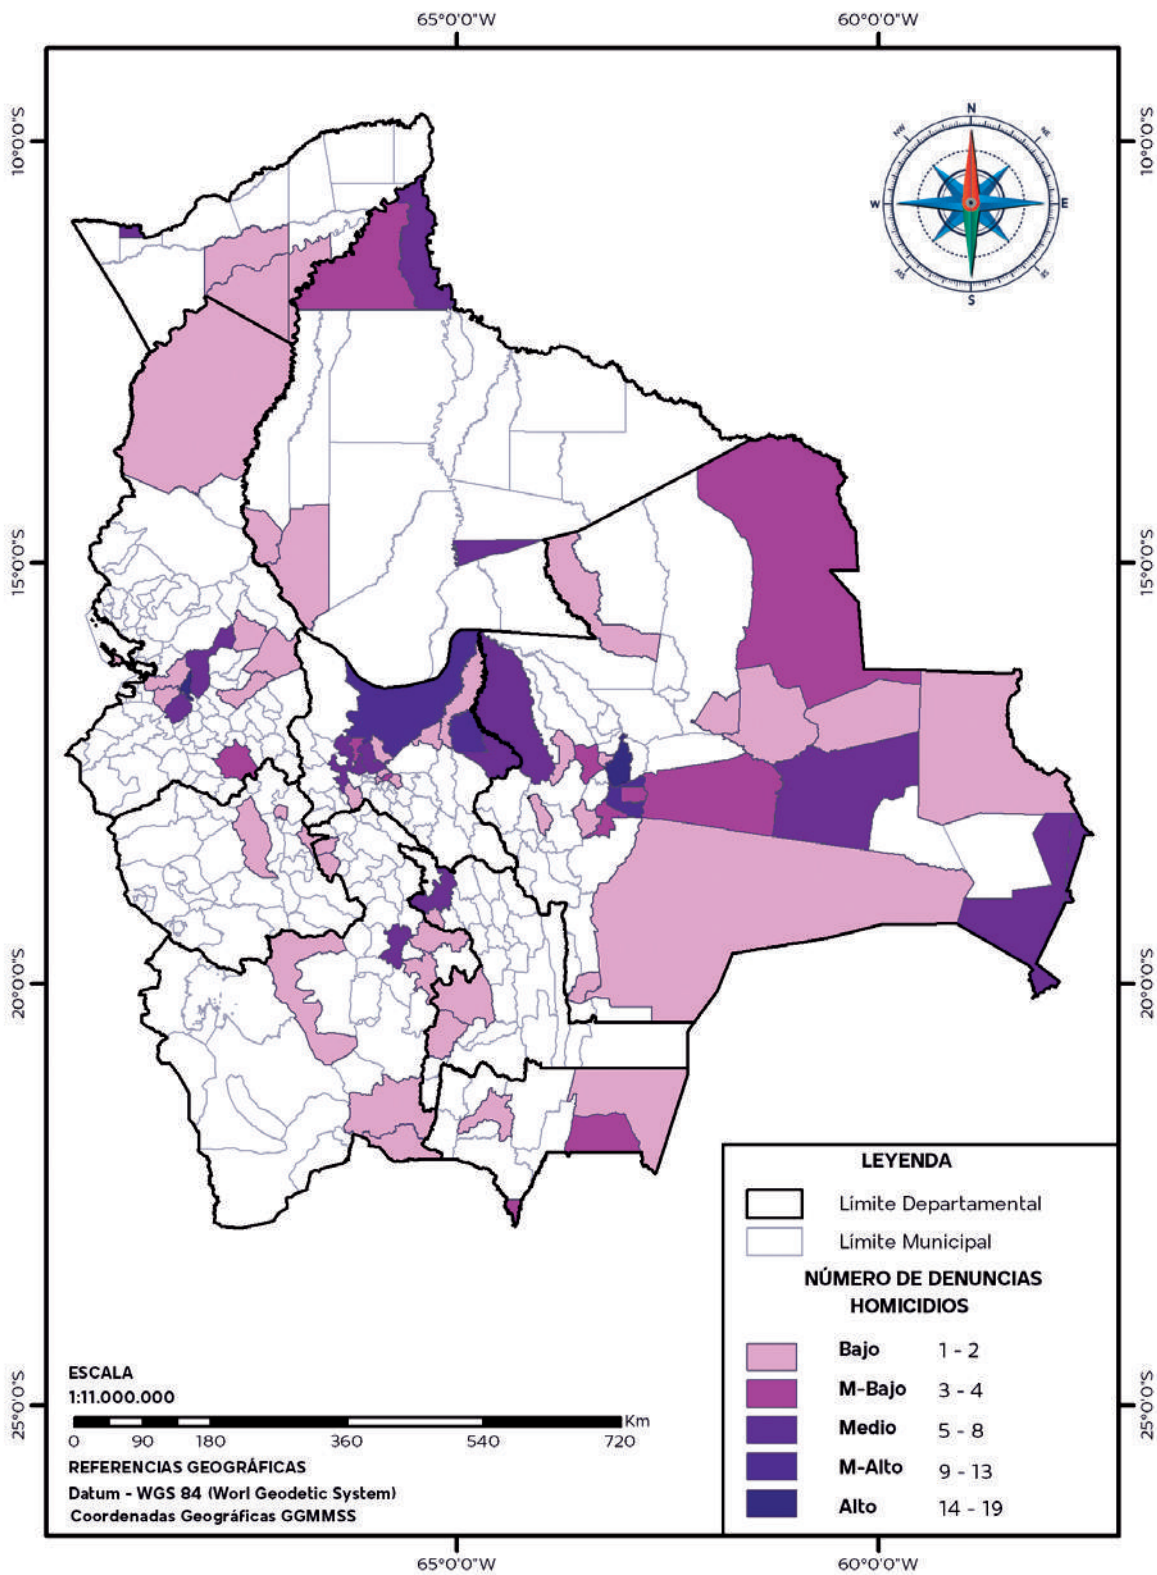 65°0'0"W 60°0'0"W
10°0'0"S 10°0'0"S
N
NW NE
W E
SW SE
S
15°0'0"S 15°0'0"S
20°0'0"S 20°0'0"S
LEYENDA
Límite Departamental
Límite Municipal
NÚMERO DE DENUNCIAS
HOMICIDIOS
Bajo 1 - 2
M-Bajo 3 - 4
Medio 5 - 8
M-Alto 9 - 13
Alto 14 - 19
25°0'0"S 25°0'0"S
ESCALA
1:11.000.000
Km
0 90 180 360 540 720
REFERENCIAS GEOGRÁFICAS
Datum - WGS 84 (Worl Geodetic System)
Coordenadas Geográficas GGMMSS
65°0'0"W 60°0'0"W